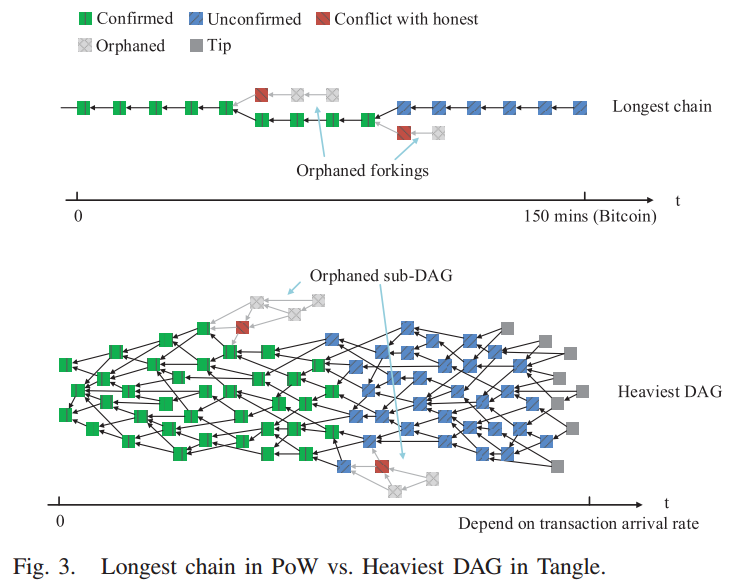 Confirmed Unconfirmed Conflict with honest
Orphaned Tip
Longest chain
Orphaned forkings
t
0 150 mins (Bitcoin)
Orphaned sub-DAG
Heaviest DAG
t
0 Depend on transaction arrival rate
Fig. 3. Longest chain in PoW vs. Heaviest DAG in Tangle.